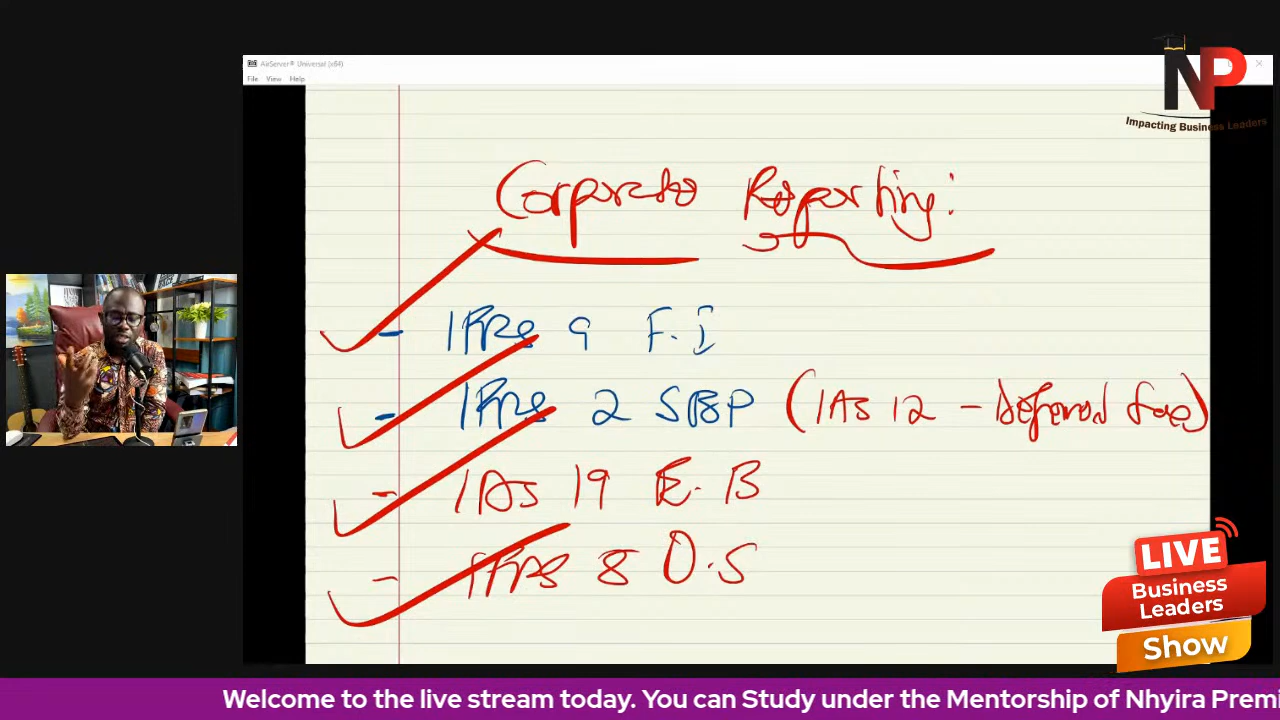 AirServer® Universal (x64)
File View Help
NP
Impacting Business Leaders
Corporate Reporting:
- IFRS 9 F.I
- IFRS 2 SBP (IAS 12 - Deferred tax)
- IAS 19 E.B
- IFRS 8 O.S
LIVE
Business
Leaders
Show
Welcome to the live stream today. You can Study under the Mentorship of Nhyira Premi